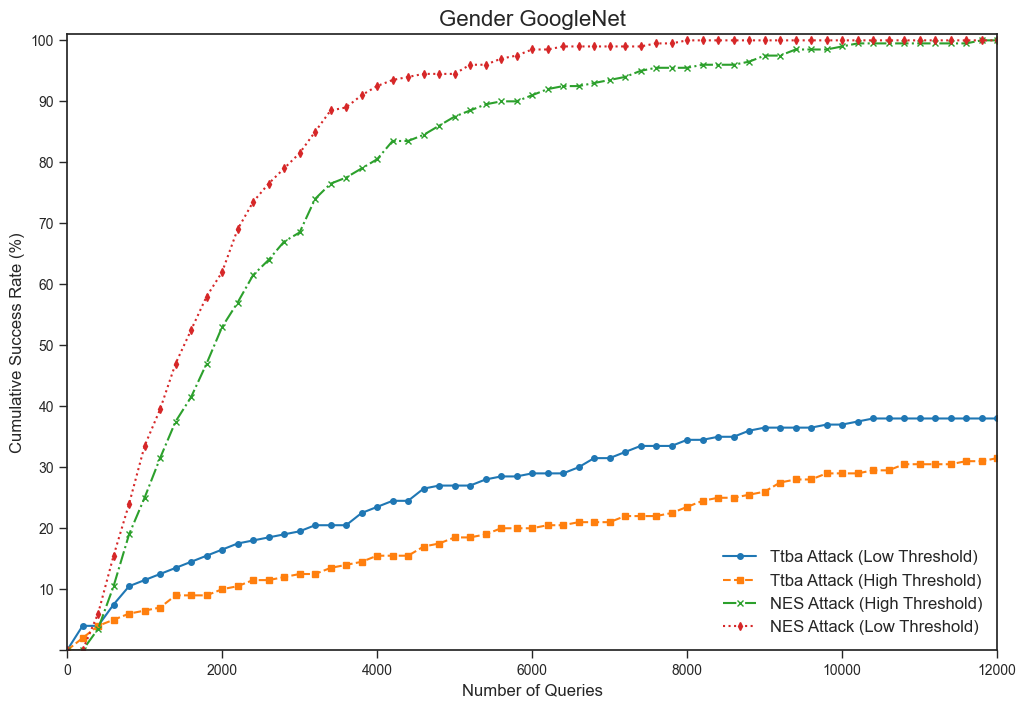 Gender GoogleNet
Cumulative Success Rate (%)
100
90
80
70
60
50
40
30
20
10
0 2000 4000 6000 8000 10000 12000
Number of Queries
Ttba Attack (Low Threshold)
Ttba Attack (High Threshold)
NES Attack (High Threshold)
NES Attack (Low Threshold)